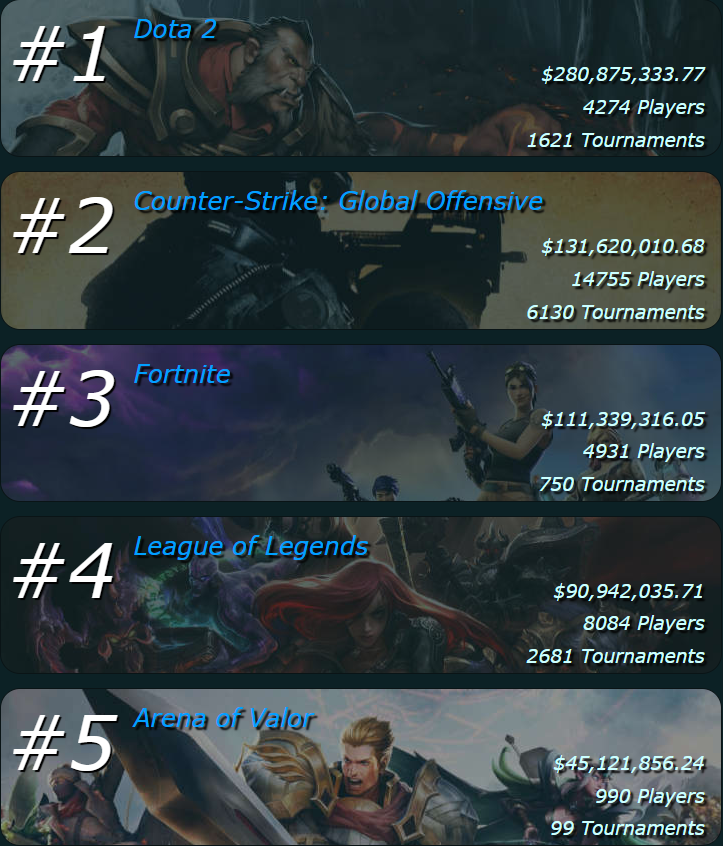 #1
Dota 2
$280,875,333.77
4274 Players
1621 Tournaments
#2
Counter-Strike: Global Offensive
$131,620,010.68
14755 Players
6130 Tournaments
#3
Fortnite
$111,339,316.05
4931 Players
750 Tournaments
#4
League of Legends
$90,942,035.71
8084 Players
2681 Tournaments
#5
Arena of Valor
$45,121,856.24
990 Players
99 Tournaments